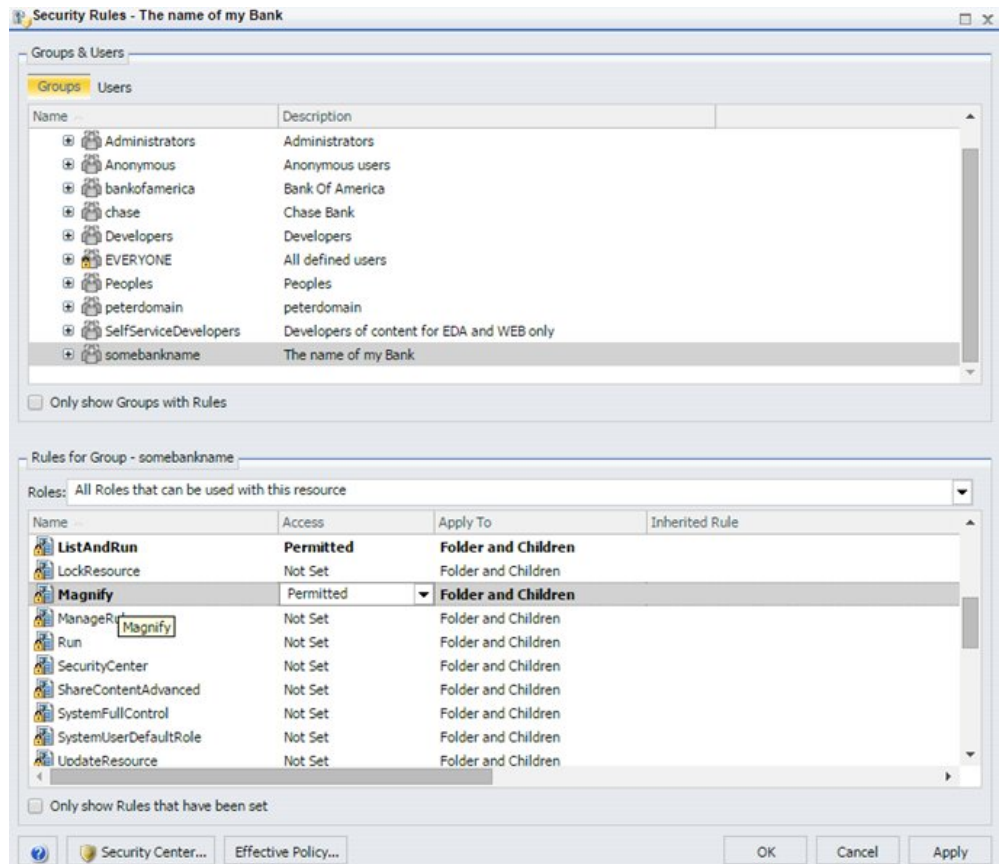 Security Rules - The name of my Bank
Groups & Users
Groups Users
Name Description
Administrators Administrators
Anonymous Anonymous users
bankofamerica Bank Of America
chase Chase Bank
Developers Developers
EVERYONE All defined users
Peoples Peoples
peterdomain peterdomain
SelfServiceDevelopers Developers of content for EDA and WEB only
somebankname The name of my Bank
Only show Groups with Rules
Rules for Group - somebankname
Roles: All Roles that can be used with this resource
Name Access Apply To Inherited Rule
ListAndRun Permitted Folder and Children
LockResource Not Set Folder and Children
Magnify Permitted Folder and Children
ManageRu Not Set Folder and Children
Magnify
Run Not Set Folder and Children
SecurityCenter Not Set Folder and Children
ShareContentAdvanced Not Set Folder and Children
SystemFullControl Not Set Folder and Children
SystemUserDefaultRole Not Set Folder and Children
UpdateResource Not Set Folder and Children
Only show Rules that have been set
? Security Center... Effective Policy... OK Cancel Apply